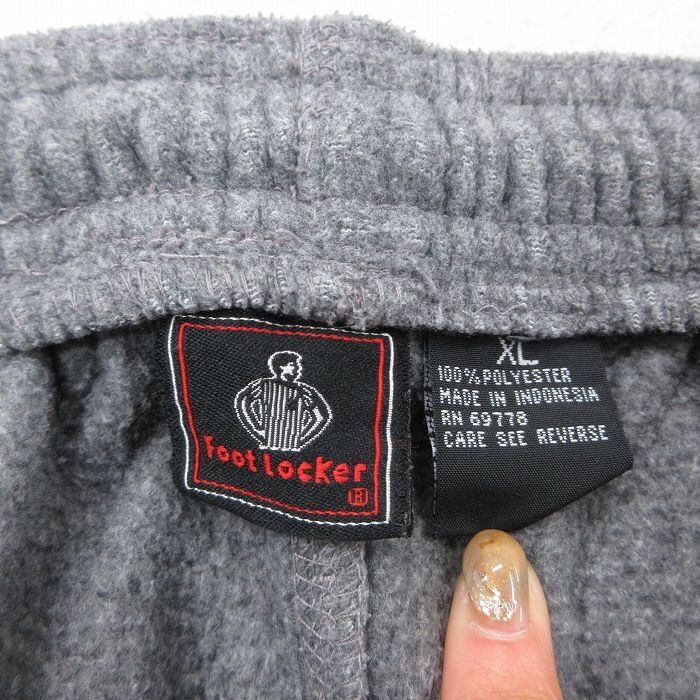 Foot Locker
®
XL
100% POLYESTER
MADE IN INDONESIA
RN 69778
CARE SEE REVERSE